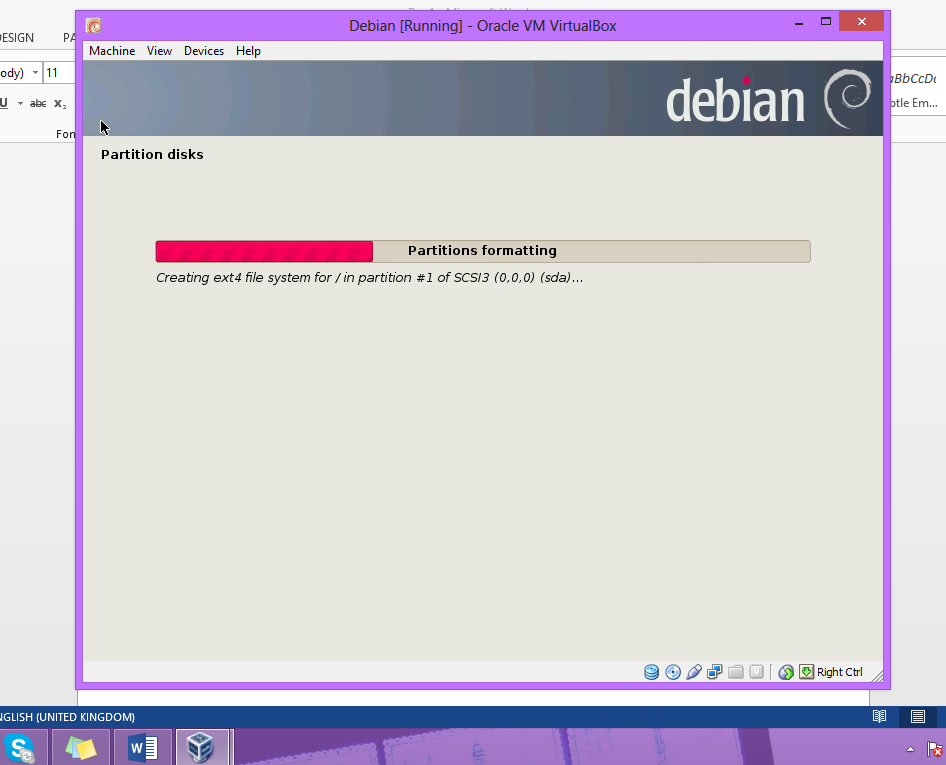 Debian [Running] - Oracle VM VirtualBox
ESIGN
PA
Machine View Devices Help
ody) 11
aBbCcDc
U abc x₂
tle Em...
Fon
debian
Partition disks
Partitions formatting
Creating ext4 file system for / in partition #1 of SCSI3 (0,0,0) (sda)...
Right Ctrl
NGLISH (UNITED KINGDOM)